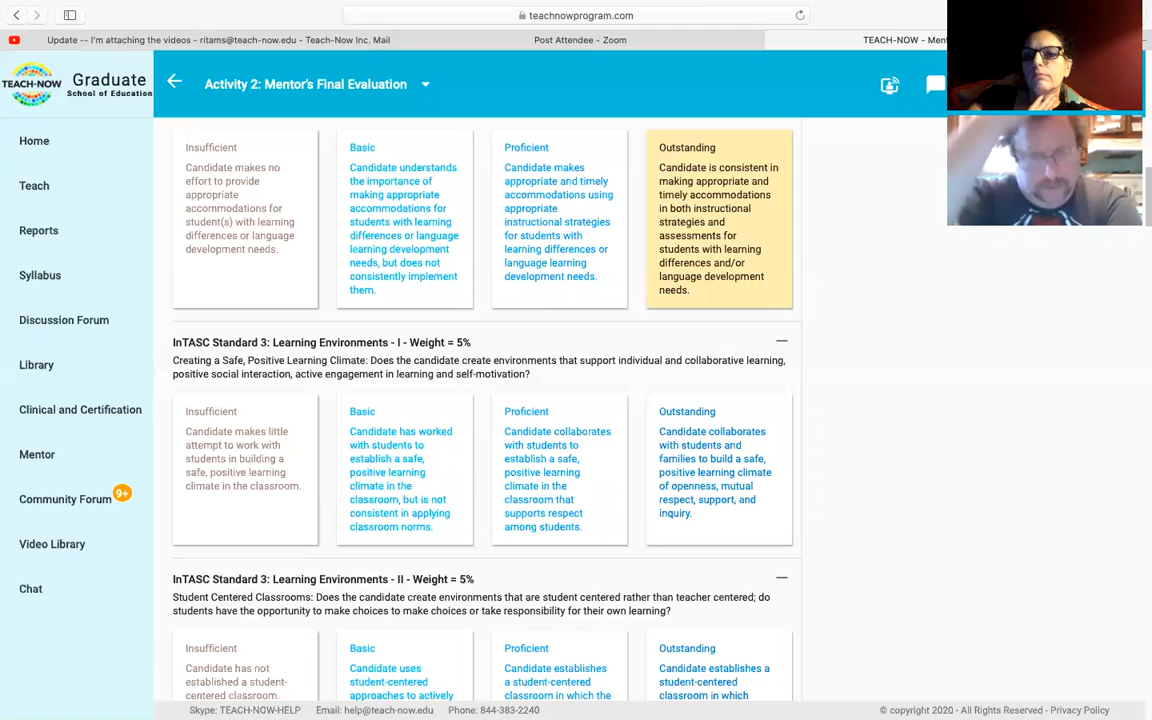 teachnowprogram.com
Update -- I'm attaching the videos - ritams@teach-now.edu - Teach-Now Inc. Mail
Post Attendee - Zoom
TEACH-NOW - Men
TEACH-NOW
Graduate
School of Education
Activity 2: Mentor's Final Evaluation
Home
Teach
Reports
Syllabus
Discussion Forum
Library
Clinical and Certification
Mentor
Community Forum
9+
Video Library
Chat
Insufficient
Candidate makes no
effort to provide
appropriate
accommodations for
student(s) with learning
differences or language
development needs.
Basic
Candidate understands
the importance of
making appropriate
accommodations for
students with learning
differences or language
learning development
needs, but does not
consistently implement
them.
Proficient
Candidate makes
appropriate and timely
accommodations using
appropriate
instructional strategies
for students with
learning differences or
language learning
development needs.
Outstanding
Candidate is consistent in
making appropriate and
timely accommodations
in both instructional
strategies and
assessments for
students with learning
differences and/or
language development
needs.
InTASC Standard 3: Learning Environments - I - Weight = 5%
Creating a Safe, Positive Learning Climate: Does the candidate create environments that support individual and collaborative learning,
positive social interaction, active engagement in learning and self-motivation?
Insufficient
Candidate makes little
attempt to work with
students in building a
safe, positive learning
climate in the classroom.
Basic
Candidate has worked
with students to
establish a safe,
positive learning
climate in the
classroom, but is not
consistent in applying
classroom norms.
Proficient
Candidate collaborates
with students to
establish a safe,
positive learning
climate in the
classroom that
supports respect
among students.
Outstanding
Candidate collaborates
with students and
families to build a safe,
positive learning climate
of openness, mutual
respect, support, and
inquiry.
InTASC Standard 3: Learning Environments - II - Weight = 5%
Student Centered Classrooms: Does the candidate create environments that are student centered rather than teacher centered; do
students have the opportunity to make choices to make choices or take responsibility for their own learning?
Insufficient
Candidate has not
established a student-
centered classroom.
Basic
Candidate uses
student-centered
approaches to actively
Proficient
Candidate establishes
a student-centered
classroom in which the
Outstanding
Candidate establishes a
student-centered
classroom in which
Skype: TEACH-NOW-HELP
Email: help@teach-now.edu
Phone: 844-383-2240
© copyright 2020 - All Rights Reserved - Privacy Policy